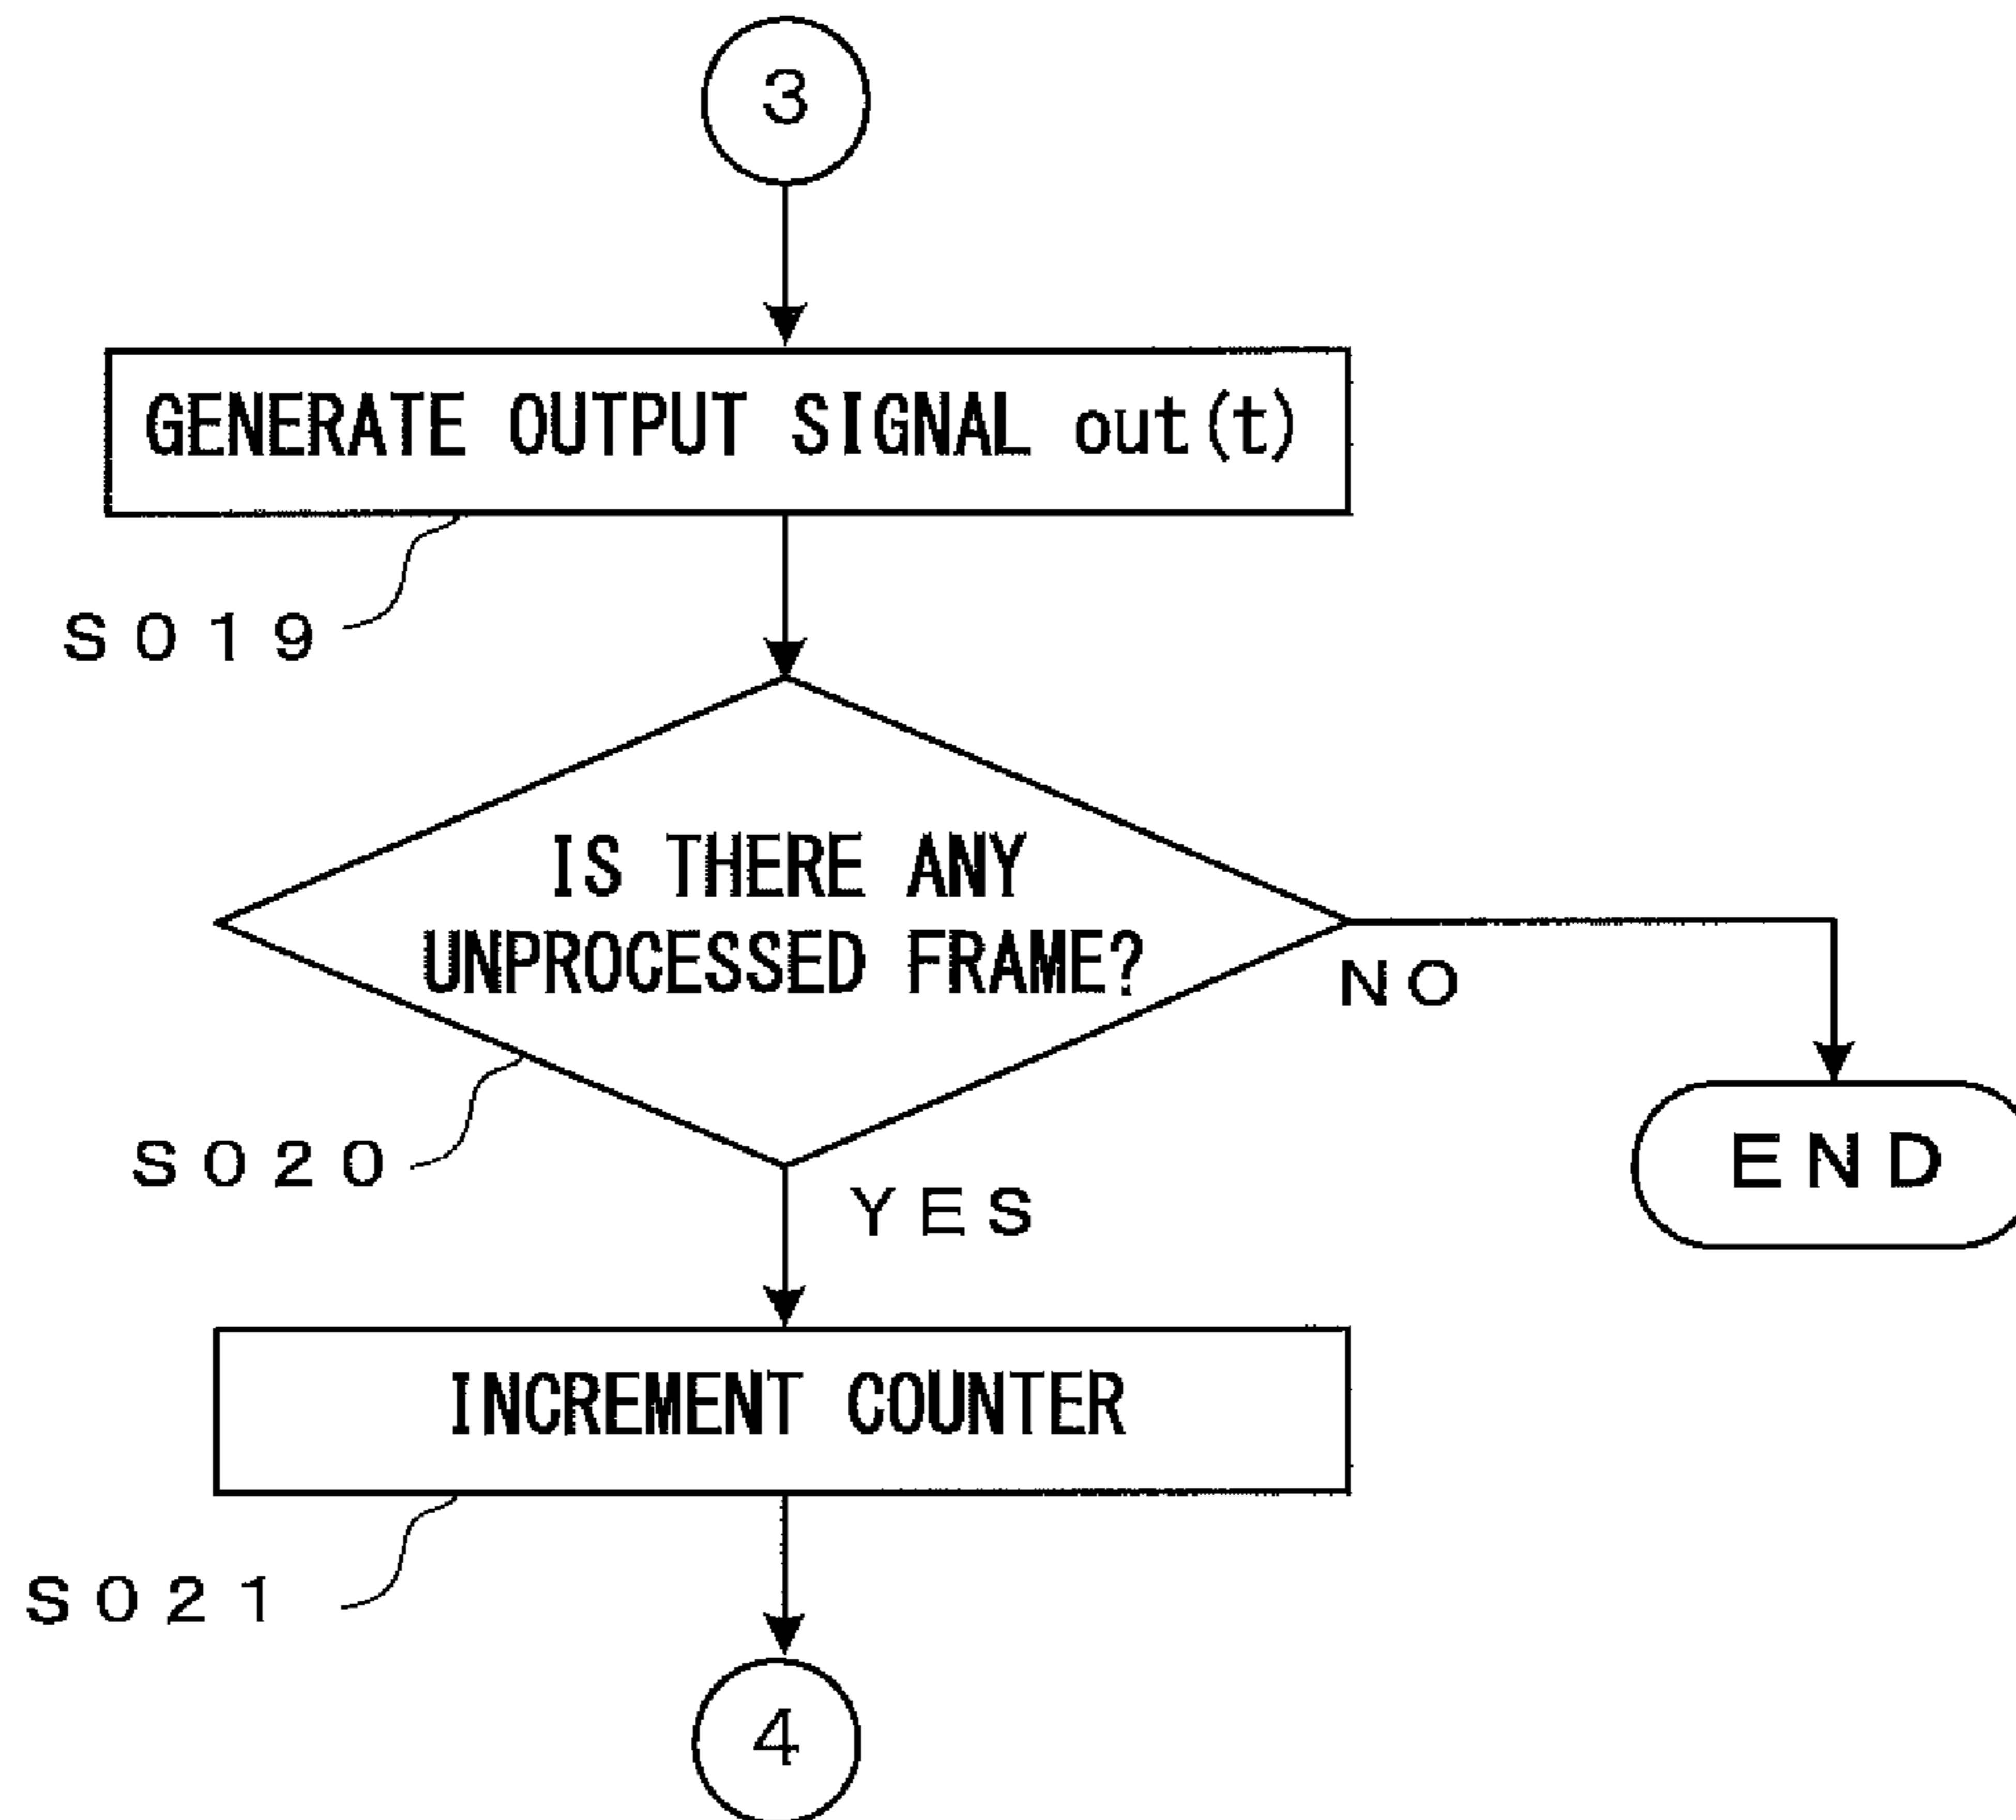 3
GENERATE OUTPUT SIGNAL out(t)
S019
IS THERE ANY
UNPROCESSED FRAME?
NO
S020
YES
END
INCREMENT COUNTER
S021
4